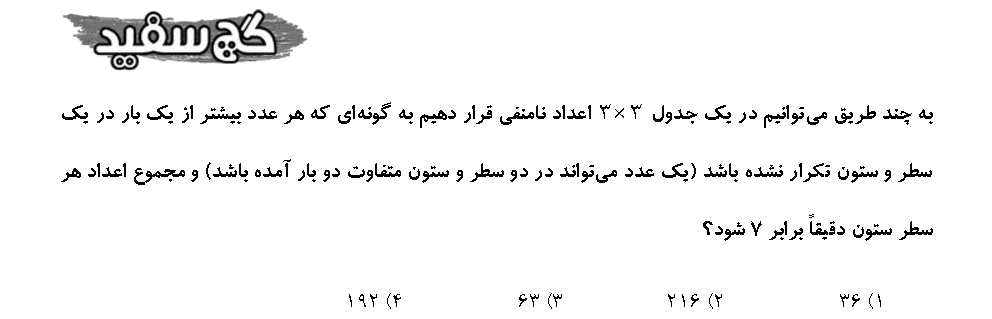 گچ سفید
به چند طریق می‌توانیم در یک جدول ۳ × ۳ اعداد نامنفی قرار دهیم به گونه‌ای که هر عدد بیشتر از یک بار در یک
سطر و ستون تکرار نشده باشد (یک عدد می‌تواند در دو سطر و ستون متفاوت دو بار آمده باشد) و مجموع اعداد هر
سطر ستون دقیقاً برابر ۷ شود؟
۱) ۳۶ ۲) ۲۱۶ ۳) ۶۳ ۴) ۱۹۲